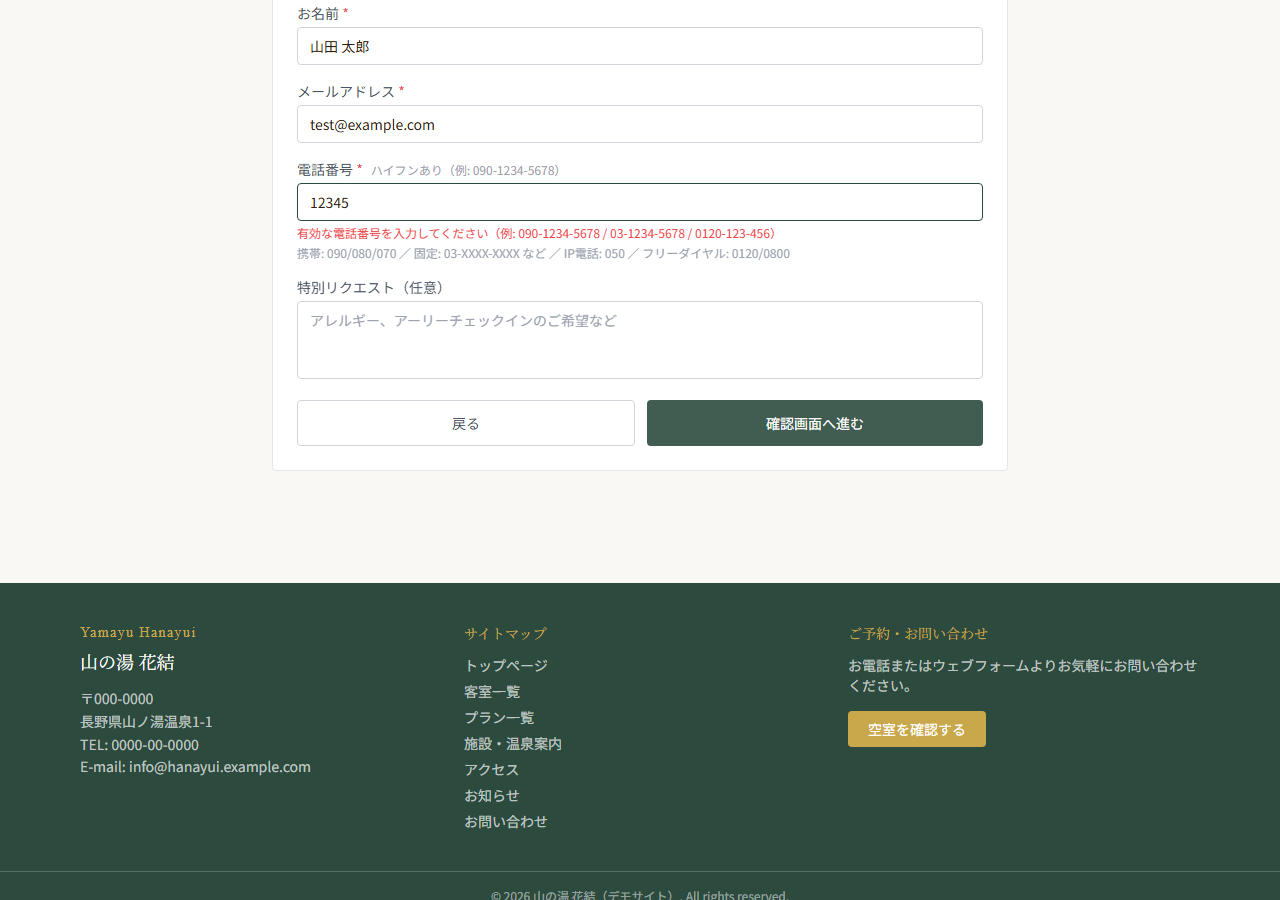 お名前 *
山田 太郎
メールアドレス *
test@example.com
電話番号 * ハイフンあり（例: 090-1234-5678）
12345
有効な電話番号を入力してください（例: 090-1234-5678 / 03-1234-5678 / 0120-123-456）
携帯: 090/080/070 ／ 固定: 03-XXXX-XXXX など ／ IP電話: 050 ／ フリーダイヤル: 0120/0800
特別リクエスト（任意）
アレルギー、アーリーチェックインのご希望など
戻る
確認画面へ進む
Yamayu Hanayui
山の湯 花結
〒000-0000
長野県山ノ湯温泉1-1
TEL: 0000-00-0000
E-mail: info@hanayui.example.com
サイトマップ
トップページ
客室一覧
プラン一覧
施設・温泉案内
アクセス
お知らせ
お問い合わせ
ご予約・お問い合わせ
お電話またはウェブフォームよりお気軽にお問い合わせ
ください。
空室を確認する
© 2026 山の湯 花結（デモサイト）. All rights reserved.